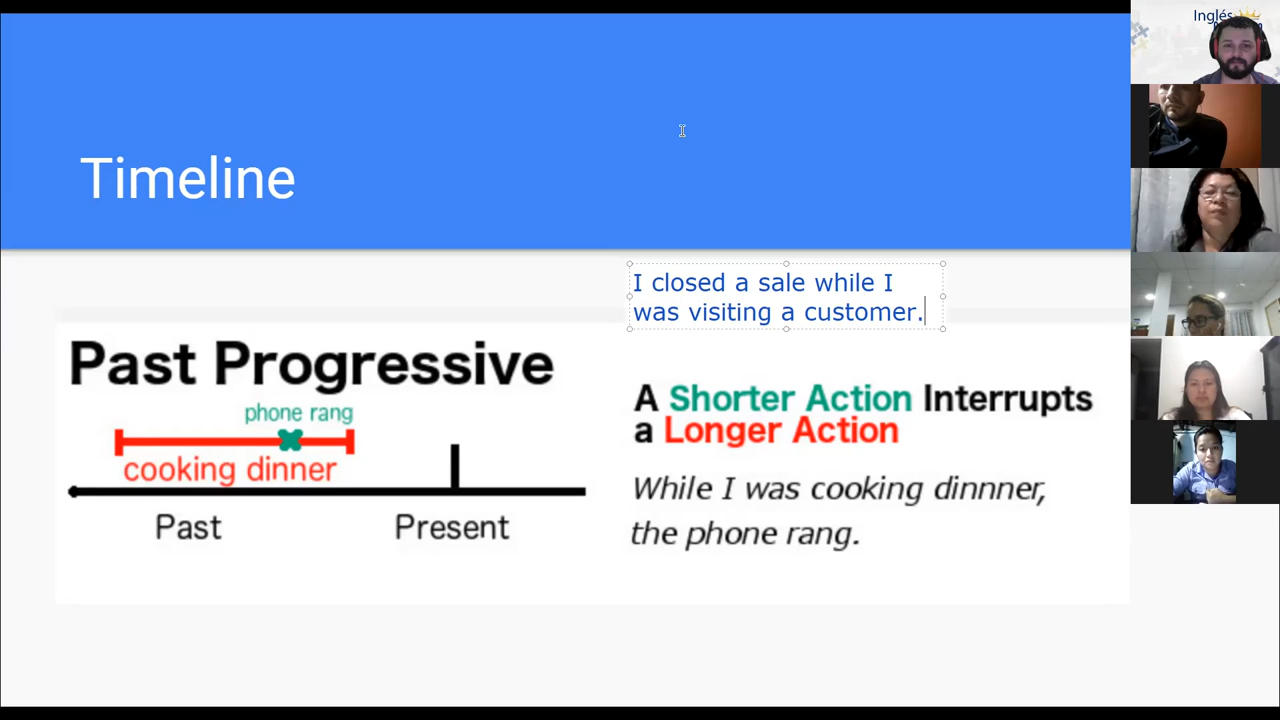 Inglés
Timeline
I closed a sale while I
was visiting a customer.
Past Progressive
phone rang
cooking dinner
Past
Present
A Shorter Action Interrupts
a Longer Action
While I was cooking dinnner,
the phone rang.